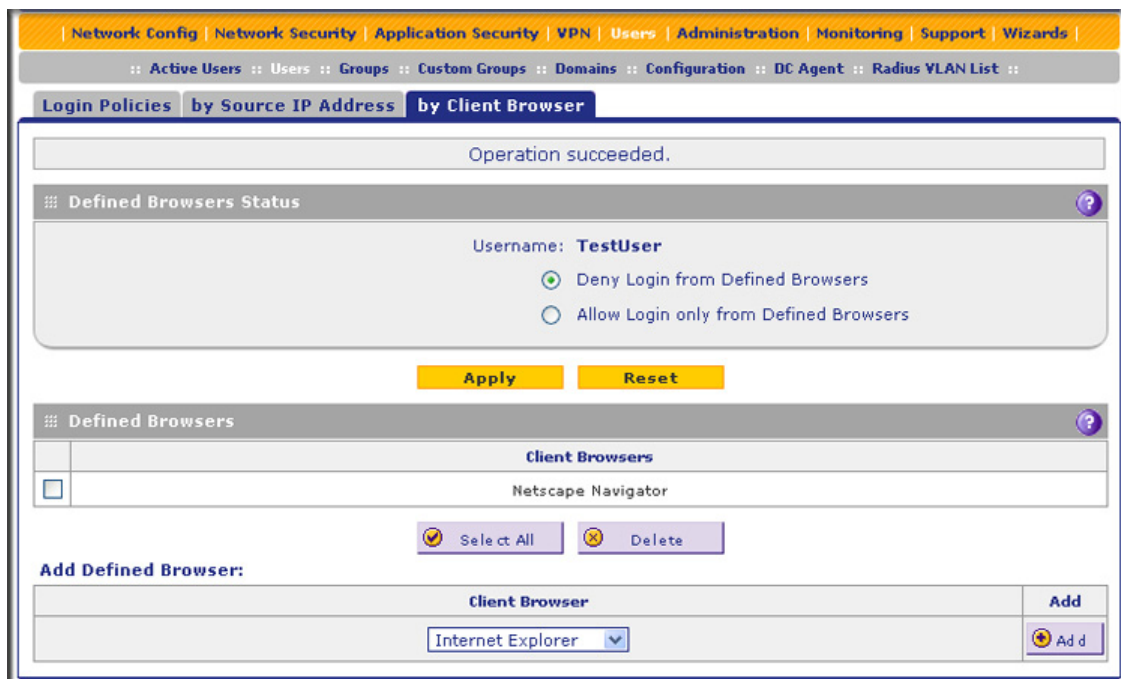 | Network Config | Network Security | Application Security | VPN | Users | Administration | Monitoring | Support | Wizards |
:: Active Users :: Users :: Groups :: Custom Groups :: Domains :: Configuration :: DC Agent :: Radius VLAN List ::
Login Policies by Source IP Address by Client Browser
Operation succeeded.
Defined Browsers Status ?
Username: TestUser
Deny Login from Defined Browsers
Allow Login only from Defined Browsers
Apply Reset
Defined Browsers ?
Client Browsers
Netscape Navigator
Select All Delete
Add Defined Browser:
Client Browser Add
Internet Explorer Add